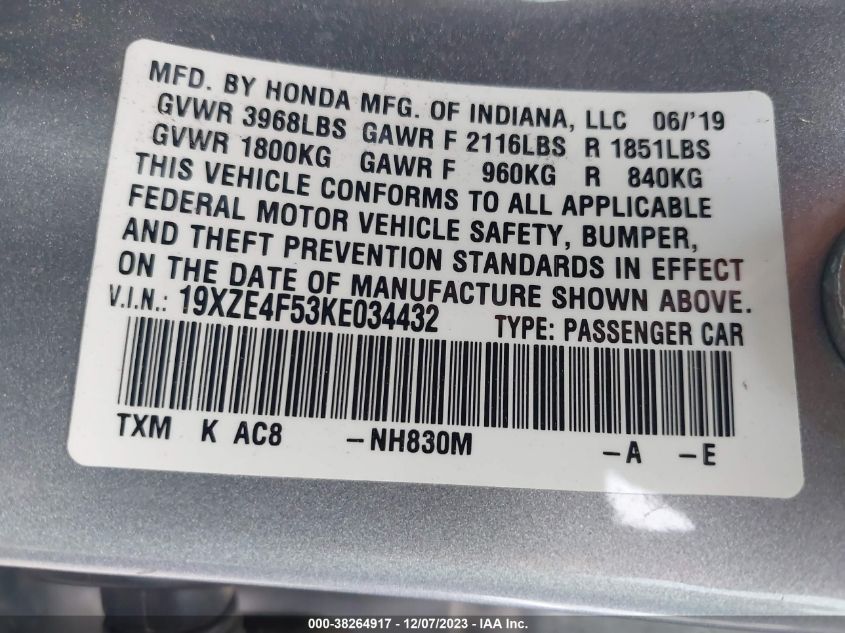 MFD. BY HONDA MFG. OF INDIANA, LLC 06/'19
GVWR 3968LBS GAWR F 2116LBS R 1851LBS
GVWR 1800KG GAWR F 960KG R 840KG
THIS VEHICLE CONFORMS TO ALL APPLICABLE
FEDERAL MOTOR VEHICLE SAFETY, BUMPER,
AND THEFT PREVENTION STANDARDS IN EFFECT
ON THE DATE OF MANUFACTURE SHOWN ABOVE.
V.I.N.: 19XZE4F53KE034432 TYPE: PASSENGER CAR
TXM K AC8 -NH830M -A -E
000-38264917 - 12/07/2023 - IAA Inc.